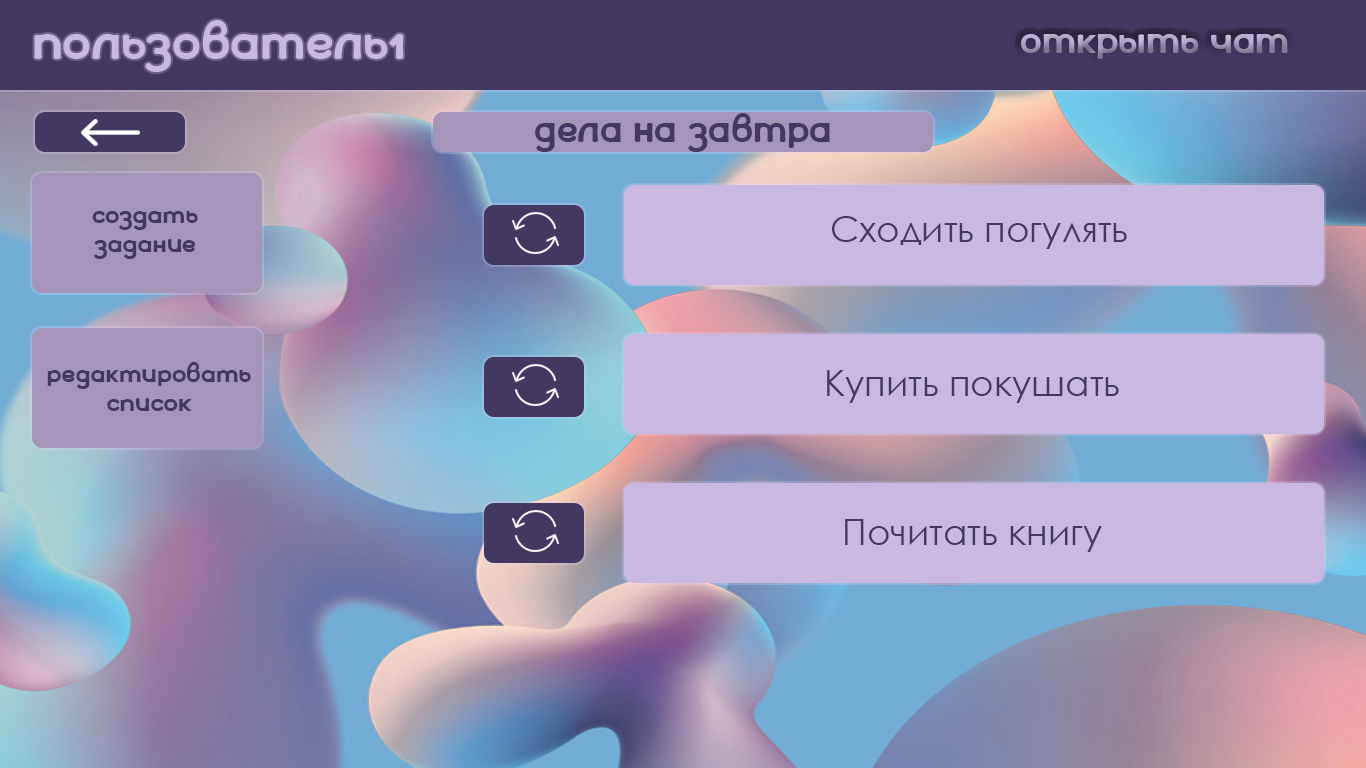 пользователь1
открыть чат
дела на завтра
создать
задание
редактировать
список
Сходить погулять
Купить покушать
Почитать книгу